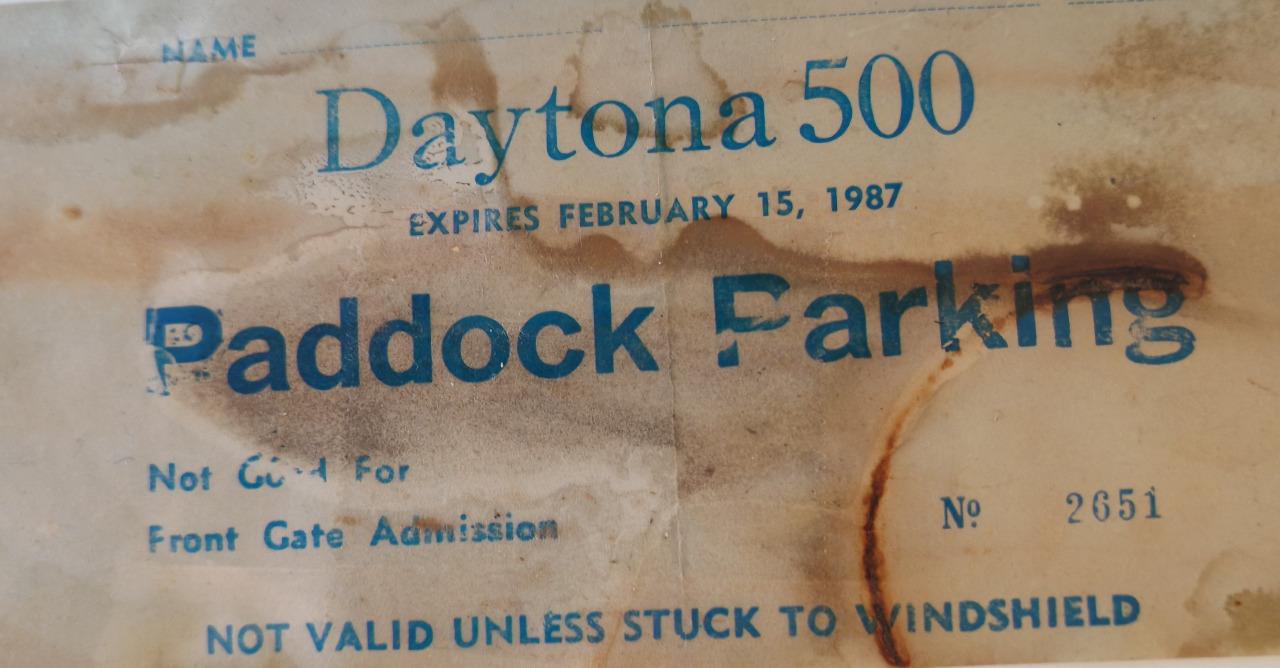 NAME
Daytona 500
EXPIRES FEBRUARY 15, 1987
Paddock Parking
Not Good For
Front Gate Admission
Nº 2651
NOT VALID UNLESS STUCK TO WINDSHIELD